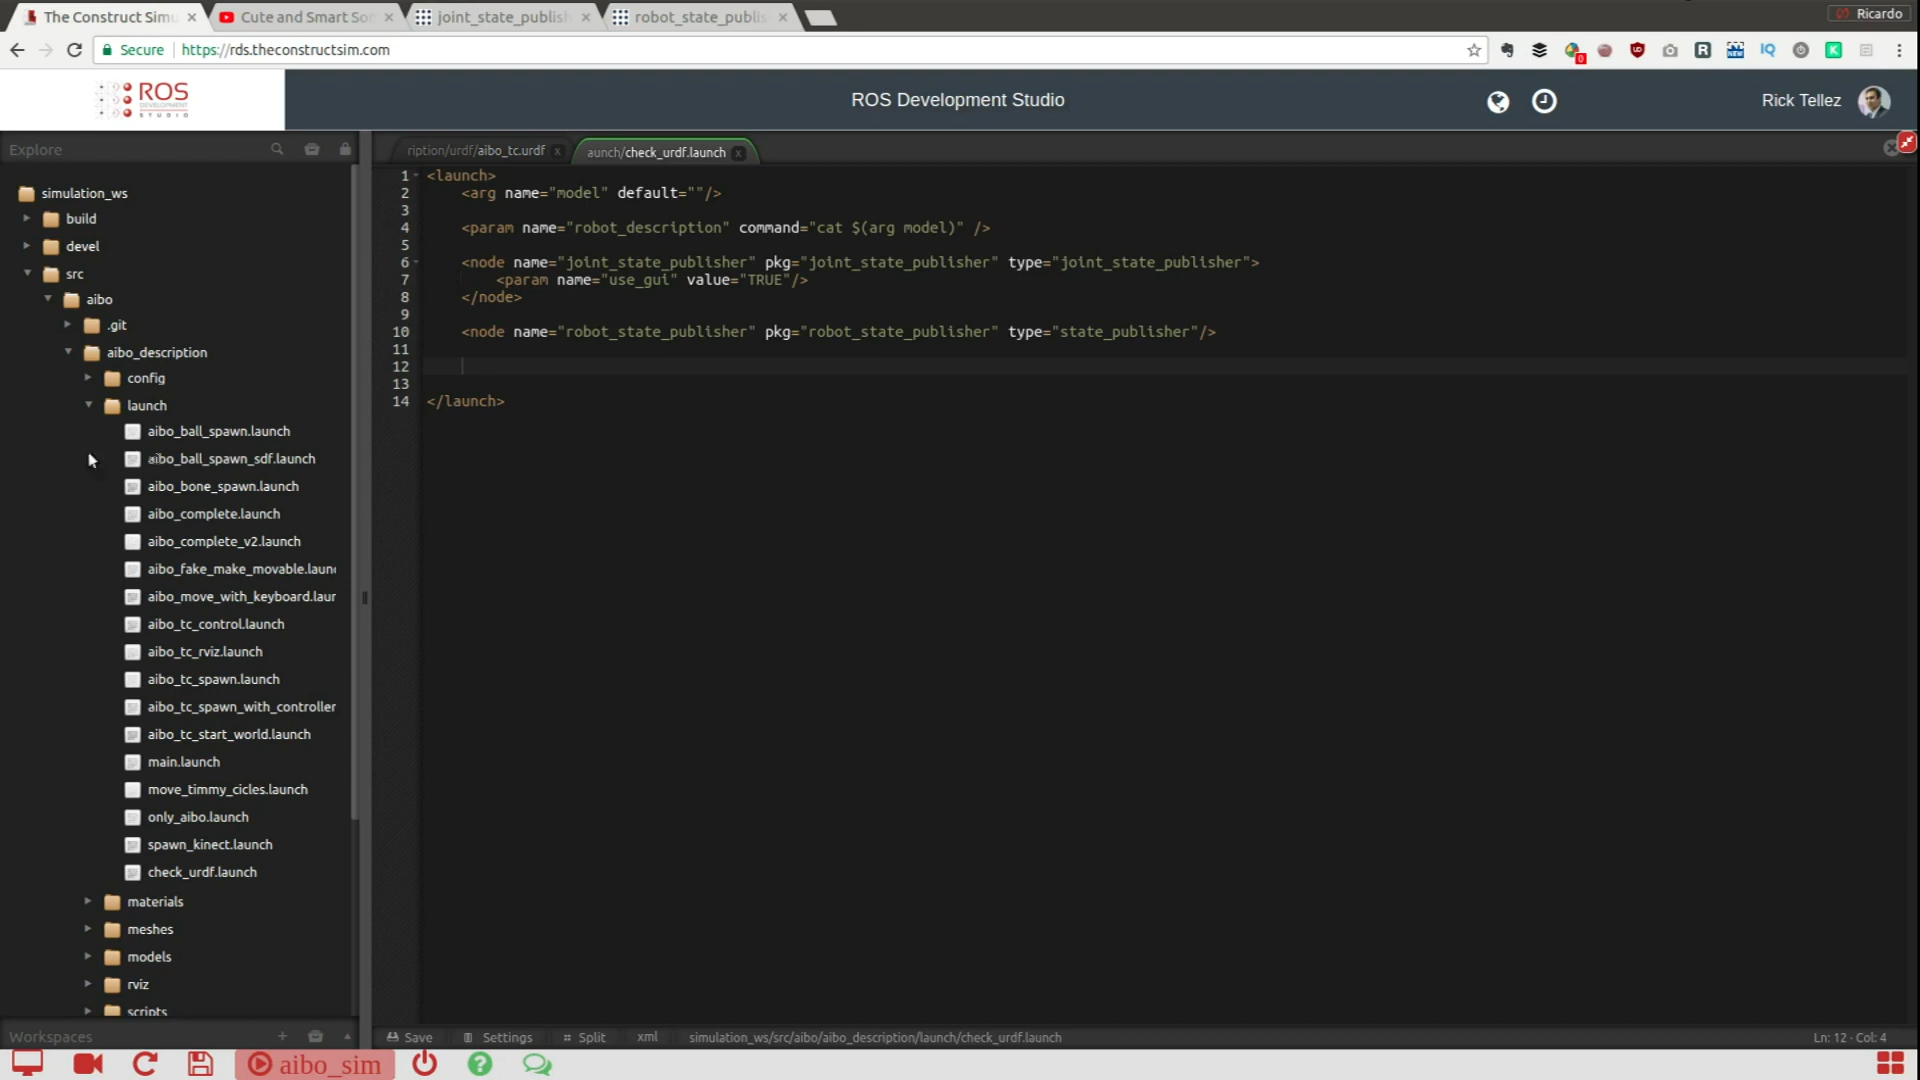 The Construct Simu
Cute and Smart Son
joint_state_publish
robot_state_publis
Ricardo
Secure
https://rds.theconstructsim.com
ROS
DEVELOPMENT
STUDIO
ROS Development Studio
Rick Tellez
Explore
ription/urdf/aibo_tc.urdf
aunch/check_urdf.launch
simulation_ws
build
devel
src
aibo
.git
aibo_description
config
launch
aibo_ball_spawn.launch
aibo_ball_spawn_sdf.launch
aibo_bone_spawn.launch
aibo_complete.launch
aibo_complete_v2.launch
aibo_fake_make_movable.launc
aibo_move_with_keyboard.laur
aibo_tc_control.launch
aibo_tc_rviz.launch
aibo_tc_spawn.launch
aibo_tc_spawn_with_controller
aibo_tc_start_world.launch
main.launch
move_timmy_cicles.launch
only_aibo.launch
spawn_kinect.launch
check_urdf.launch
materials
meshes
models
rviz
scripts
Workspaces
1 <launch>
2 <arg name="model" default=""/>
3
4 <param name="robot_description" command="cat $(arg model)" />
5
6 <node name="joint_state_publisher" pkg="joint_state_publisher" type="joint_state_publisher">
7 <param name="use_gui" value="TRUE"/>
8 </node>
9
10 <node name="robot_state_publisher" pkg="robot_state_publisher" type="state_publisher"/>
11
12
13
14 </launch>
Save
Settings
Split
xml
simulation_ws/src/aibo/aibo_description/launch/check_urdf.launch
Ln: 12 · Col: 4
aibo_sim